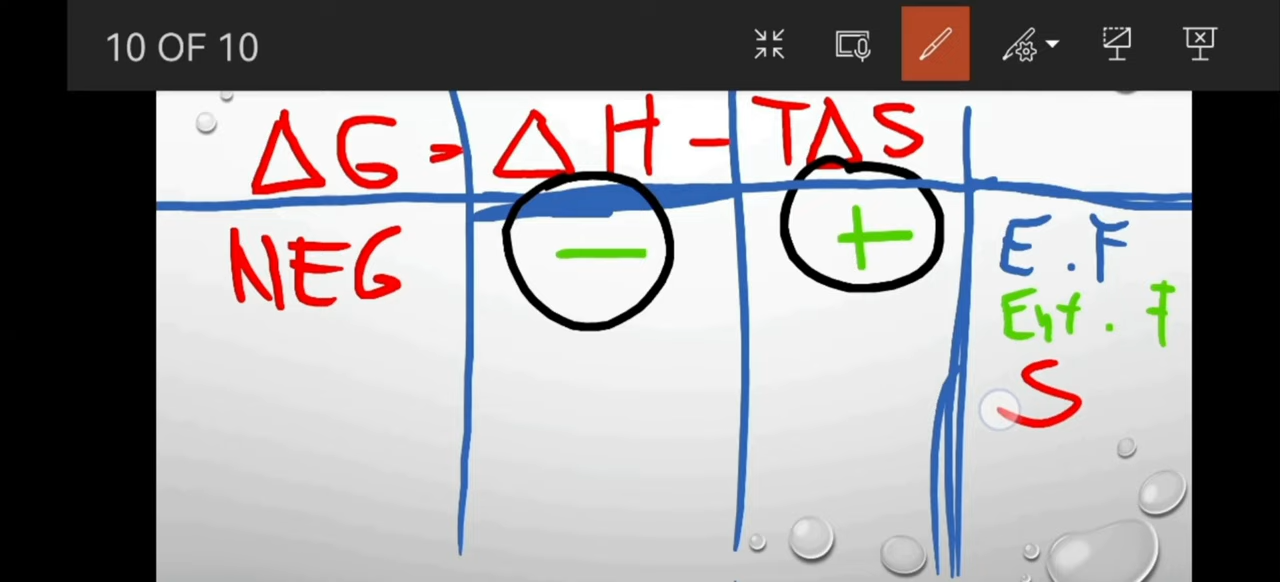 10 OF 10
ΔG = ΔH - TΔS
NEG - + E.F
Ent. F
S